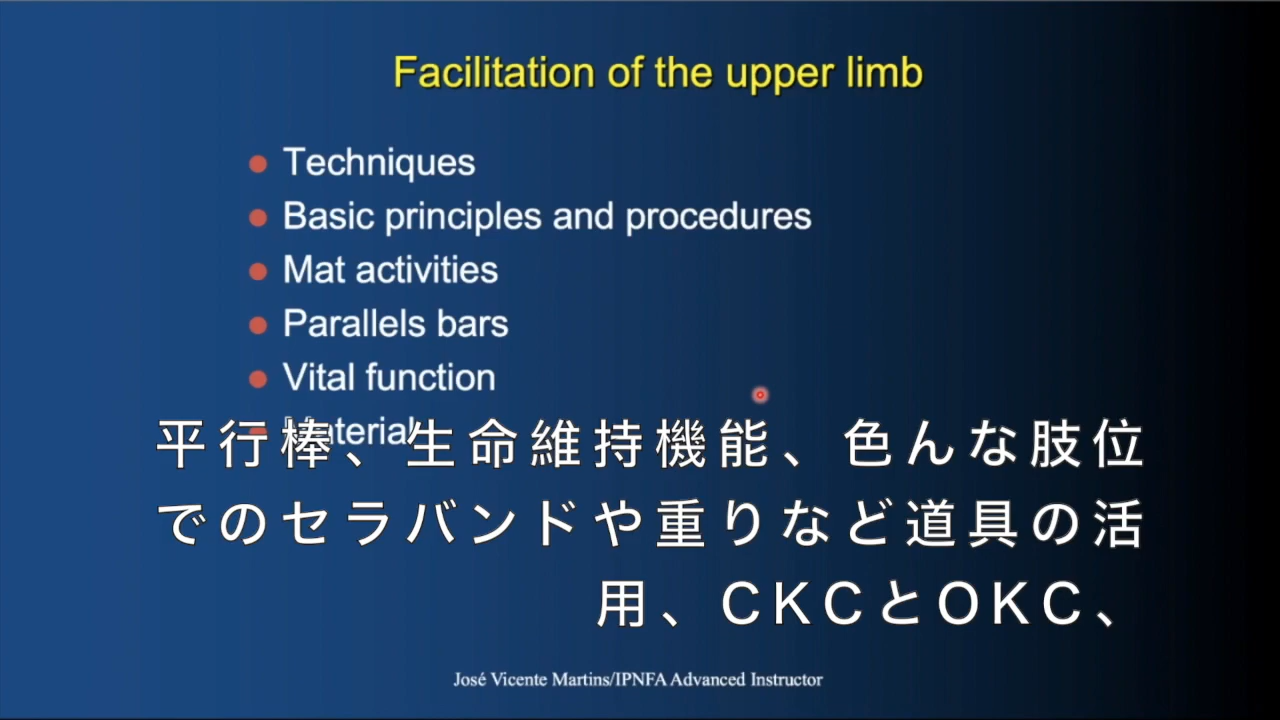 Facilitation of the upper limb
Techniques
Basic principles and procedures
Mat activities
Parallels bars
Vital function
Material
平行棒、生命維持機能、色んな肢位
でのセラバンドや重りなど道具の活
用、CKCとOKC、
José Vicente Martins/IPNFA Advanced Instructor